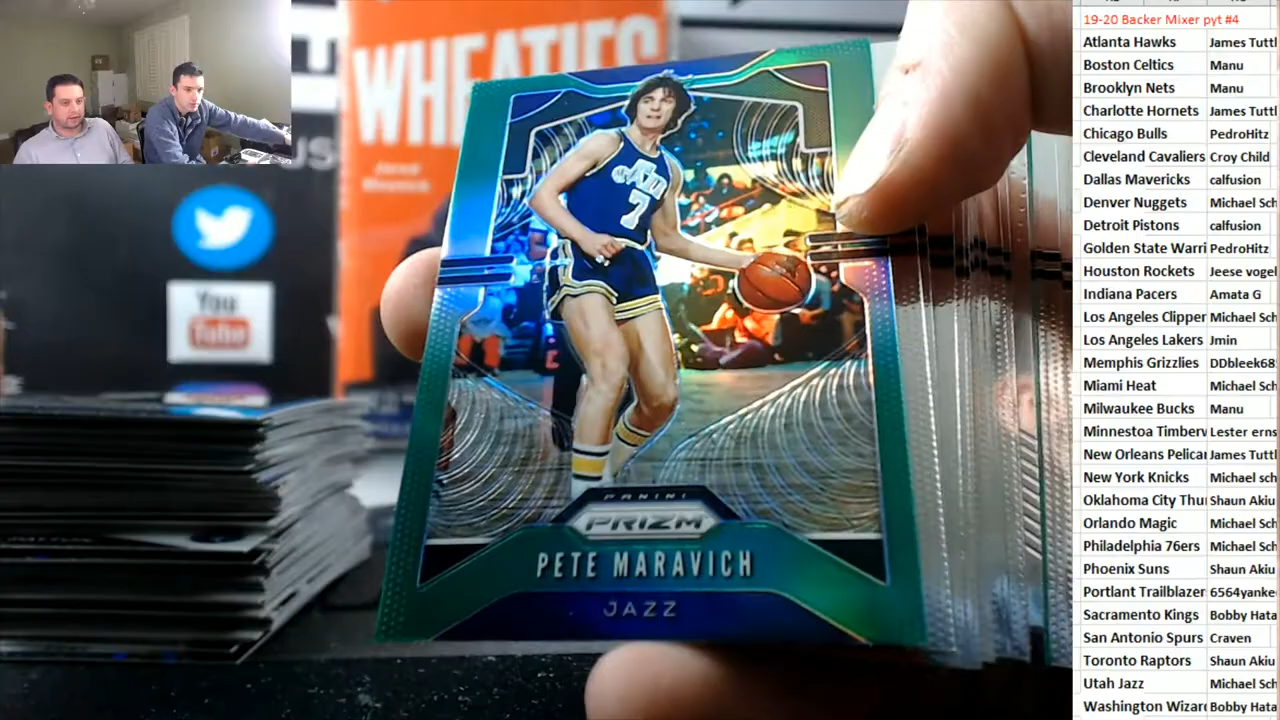 WHEATIES
Jared
You
Tube
JAZZ
7
PANINI
PRIZM
PETE MARAVICH
JAZZ
19-20 Backer Mixer pyt #4
Atlanta Hawks James Tuttl
Boston Celtics Manu
Brooklyn Nets Manu
Charlotte Hornets James Tuttl
Chicago Bulls PedroHitz
Cleveland Cavaliers Croy Child
Dallas Mavericks calfusion
Denver Nuggets Michael Sch
Detroit Pistons calfusion
Golden State Warri PedroHitz
Houston Rockets Jeese vogel
Indiana Pacers Amata G
Los Angeles Clipper Michael Sch
Los Angeles Lakers Jmin
Memphis Grizzlies DDbleek68
Miami Heat Michael Sch
Milwaukee Bucks Manu
Minnestoa Timberv Lester erns
New Orleans Pelicar James Tuttl
New York Knicks Michael sch
Oklahoma City Thu Shaun Akiu
Orlando Magic Michael Sch
Philadelphia 76ers Michael Sch
Phoenix Suns Shaun Akiu
Portlant Trailblazer 6564yanke
Sacramento Kings Bobby Hata
San Antonio Spurs Craven
Toronto Raptors Shaun Akiu
Utah Jazz Michael Sch
Washington Wizard Bobby Hata